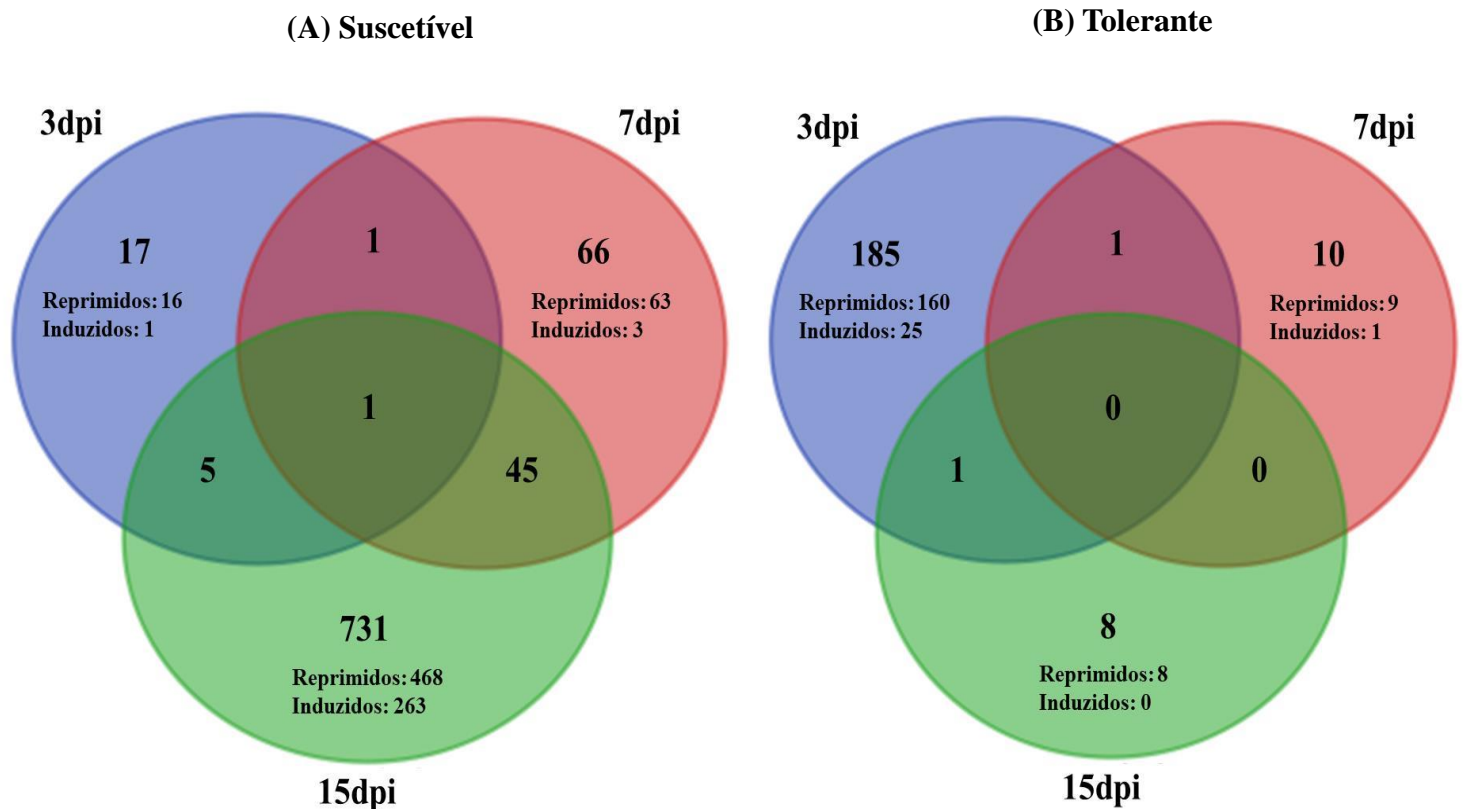 (A) Suscetível
3dpi
7dpi
17
Reprimidos: 16
Induzidos: 1
1
66
Reprimidos: 63
Induzidos: 3
1
5
45
731
Reprimidos: 468
Induzidos: 263
15dpi
(B) Tolerante
3dpi
7dpi
185
Reprimidos: 160
Induzidos: 25
1
10
Reprimidos: 9
Induzidos: 1
0
1
0
8
Reprimidos: 8
Induzidos: 0
15dpi